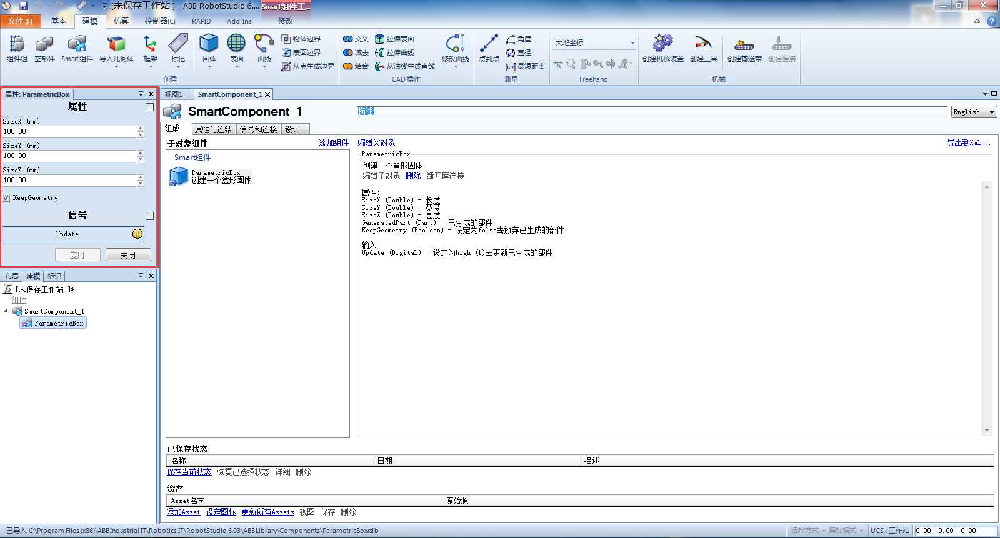 [未保存工作站 ] - ABB RobotStudio 6.... Smart组件工...
文件(F) 基本 建模 仿真 控制器(C) RAPID Add-Ins 修改
组件组 空部件 Smart组件 导入几何体 框架 标记 固体 表面 曲线
物体边界
表面边界
从点生成边界
交叉 拉伸表面
减去 拉伸曲线
结合 从法线生成直线
修改曲线 点到点
角度
直径
最短距离
大地坐标
创建机械装置 创建工具 创建输送带 创建连接
创建 CAD 操作 测量 Freehand 机械
属性: ParametricBox
属性
SizeX (mm)
100.00
SizeY (mm)
100.00
SizeZ (mm)
100.00
KeepGeometry
信号
Update 1
应用 关闭
布局 建模 标记
[未保存工作站 ]*
组件
SmartComponent_1
ParametricBox
视图1 SmartComponent_1
SmartComponent_1 描述 English
组成 属性与连结 信号和连接 设计
子对象组件 添加组件 编辑父对象 导出到Xml...
Smart组件
ParametricBox
创建一个盒形固体
ParametricBox
创建一个盒形固体
编辑子对象 删除 断开库连接
属性:
SizeX (Double) - 长度
SizeY (Double) - 宽度
SizeZ (Double) - 高度
GeneratedPart (Part) - 已生成的部件
KeepGeometry (Boolean) - 设定为false去放弃已生成的部件
输入:
Update (Digital) - 设定为high (1)去更新已生成的部件
已保存状态
名称 日期 描述
保存当前状态 恢复已选择状态 详细 删除
资产
Asset名字 原始源
添加Asset 设定图标 更新所有Assets 视图 保存 删除
已导入 C:\Program Files (x86)\ABBIndustrial IT\Robotics IT\RobotStudio 6.03\ABBLibrary\Components\ParametricBox.rslib 选择方式 捕捉模式 UCS : 工作站 0.00 0.00 0.00